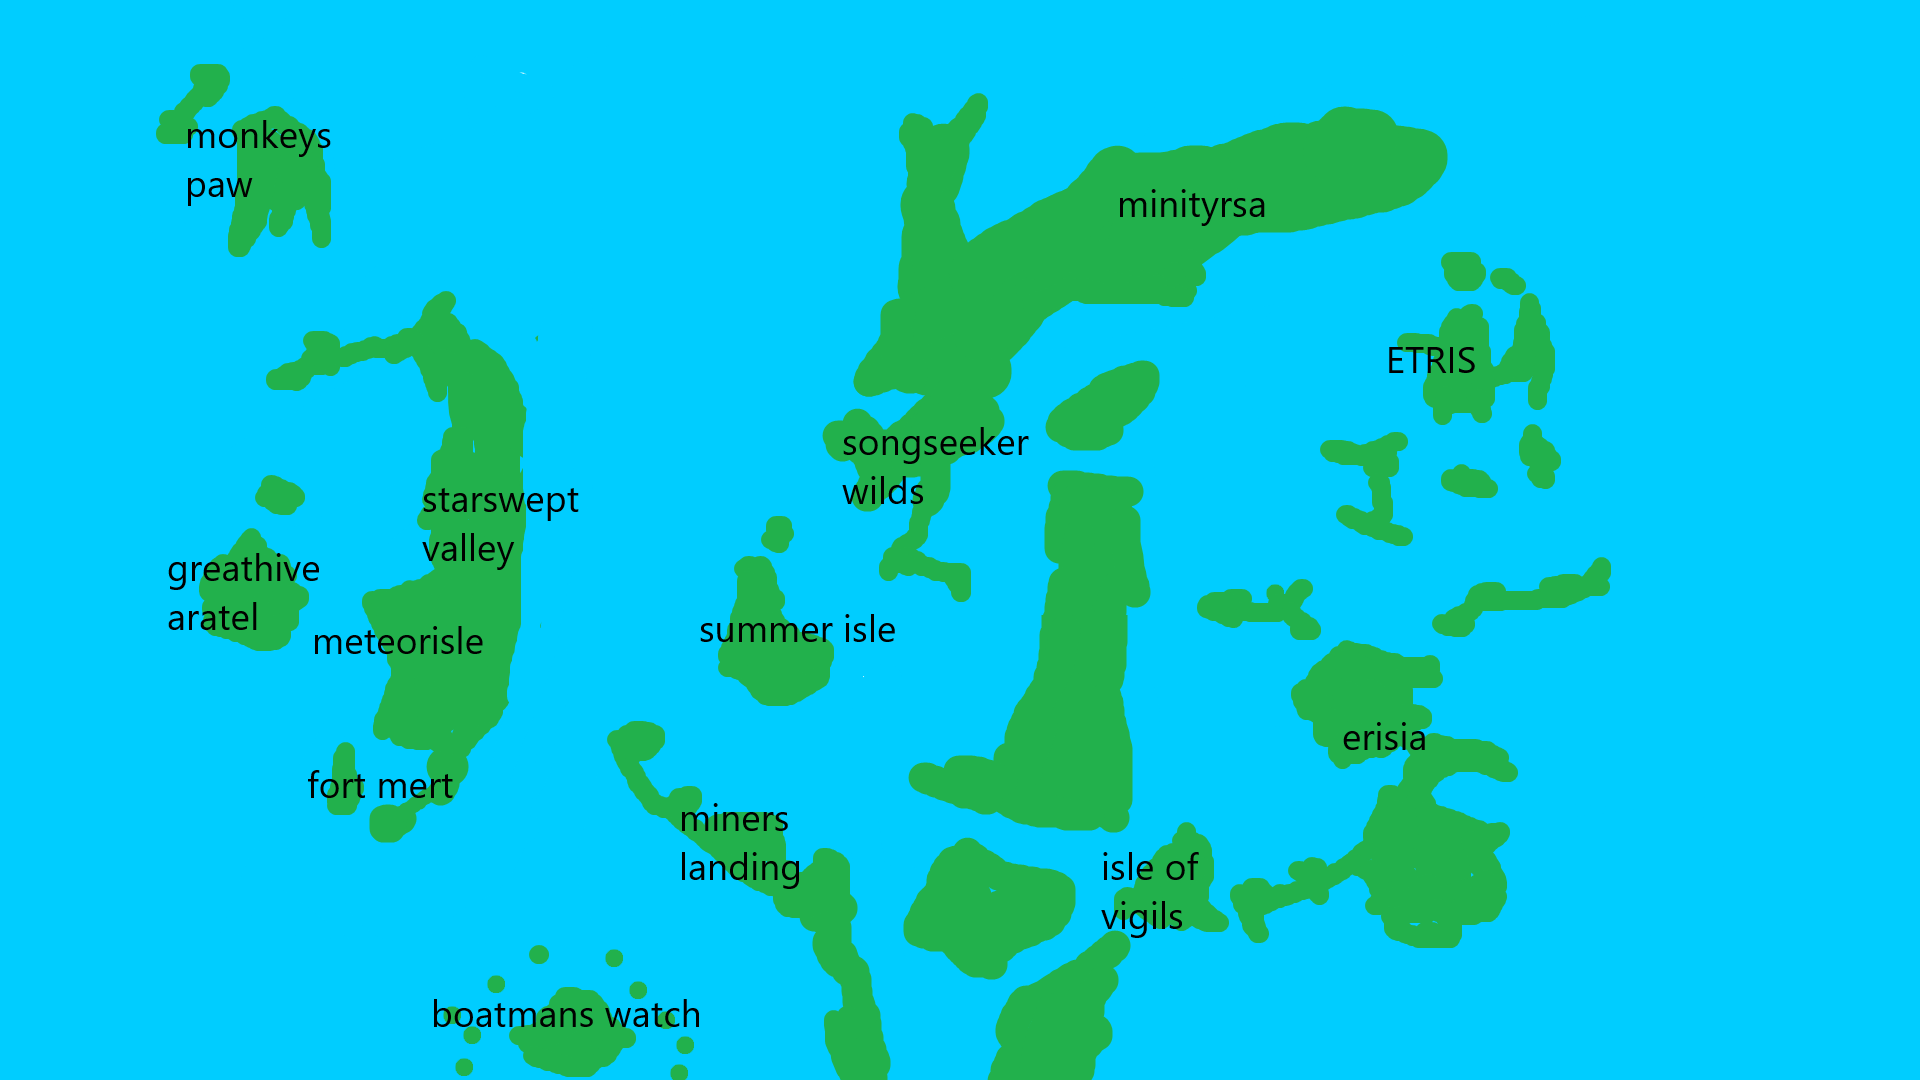 monkeys
paw
minityrsa
ETRIS
songseeker
wilds
starswept
valley
greathive
aratel
meteorisle
summer isle
erisia
fort mert
miners
landing
isle of
vigils
boatmans watch